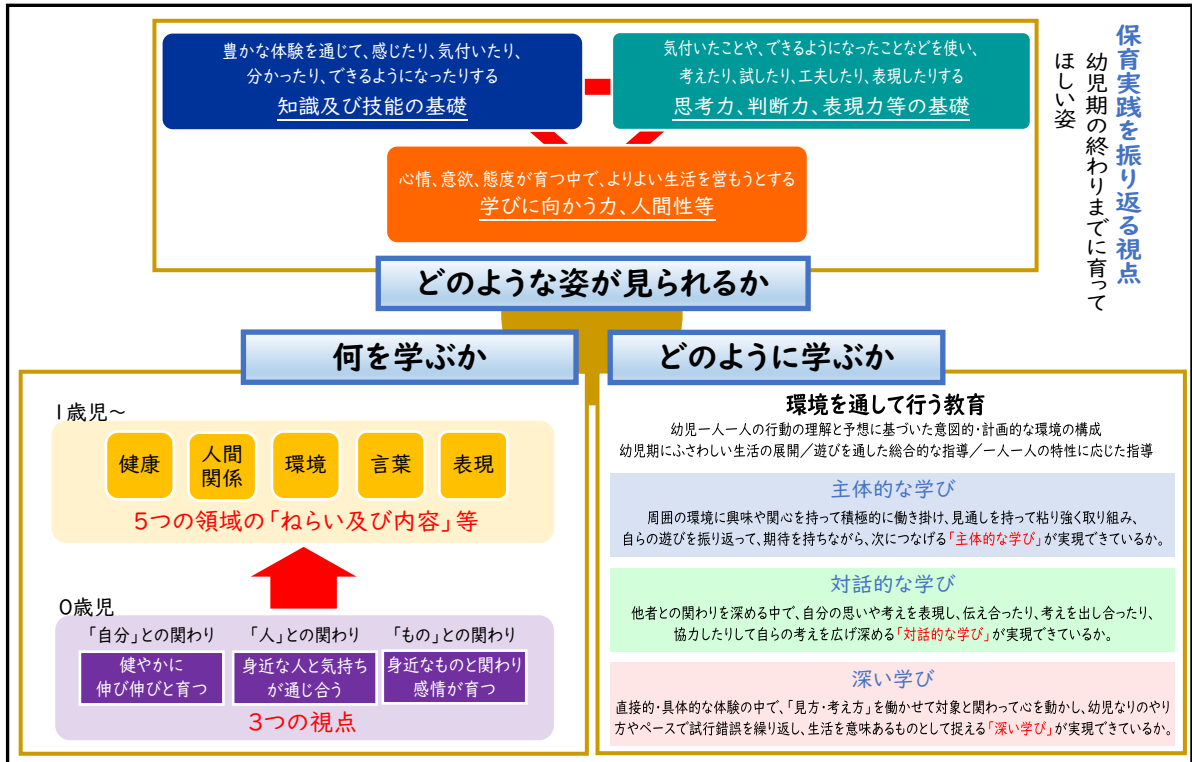 保育実践を振り返る視点
幼児期の終わりまでに育って
ほしい姿
豊かな体験を通じて、感じたり、気付いたり、
分かったり、できるようになったりする
知識及び技能の基礎
気付いたことや、できるようになったことなどを使い、
考えたり、試したり、工夫したり、表現したりする
思考力、判断力、表現力等の基礎
心情、意欲、態度が育つ中で、よりよい生活を営もうとする
学びに向かう力、人間性等
どのような姿が見られるか
何を学ぶか
1歳児～
健康
人間
関係
環境
言葉
表現
5つの領域の「ねらい及び内容」等
0歳児
「自分」との関わり
健やかに
伸び伸びと育つ
「人」との関わり
身近な人と気持ち
が通じ合う
「もの」との関わり
身近なものと関わり
感情が育つ
3つの視点
どのように学ぶか
環境を通して行う教育
幼児一人一人の行動の理解と予想に基づいた意図的・計画的な環境の構成
幼児期にふさわしい生活の展開／遊びを通した総合的な指導／一人一人の特性に応じた指導
主体的な学び
周囲の環境に興味や関心を持って積極的に働き掛け、見通しを持って粘り強く取り組み、
自らの遊びを振り返って、期待を持ちながら、次につなげる「主体的な学び」が実現できているか。
対話的な学び
他者との関わりを深める中で、自分の思いや考えを表現し、伝え合ったり、考えを出し合ったり、
協力したりして自らの考えを広げ深める「対話的な学び」が実現できているか。
深い学び
直接的・具体的な体験の中で、「見方・考え方」を働かせて対象と関わって心を動かし、幼児なりのやり
方やペースで試行錯誤を繰り返し、生活を意味あるものとして捉える「深い学び」が実現できているか。